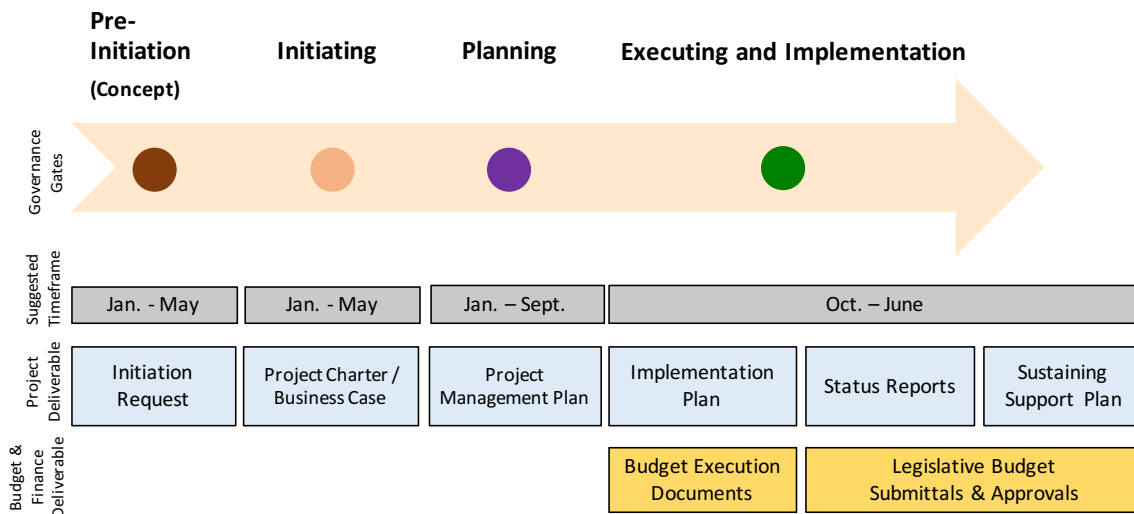 Pre-
Initiation
(Concept)
Initiating
Planning
Executing and Implementation
Governance
Gates
Suggested
Timeframe
Jan. - May
Jan. - May
Jan. – Sept.
Oct. – June
Project
Deliverable
Initiation
Request
Project Charter /
Business Case
Project
Management Plan
Implementation
Plan
Status Reports
Sustaining
Support Plan
Budget &
Finance
Deliverable
Budget Execution
Documents
Legislative Budget
Submittals & Approvals